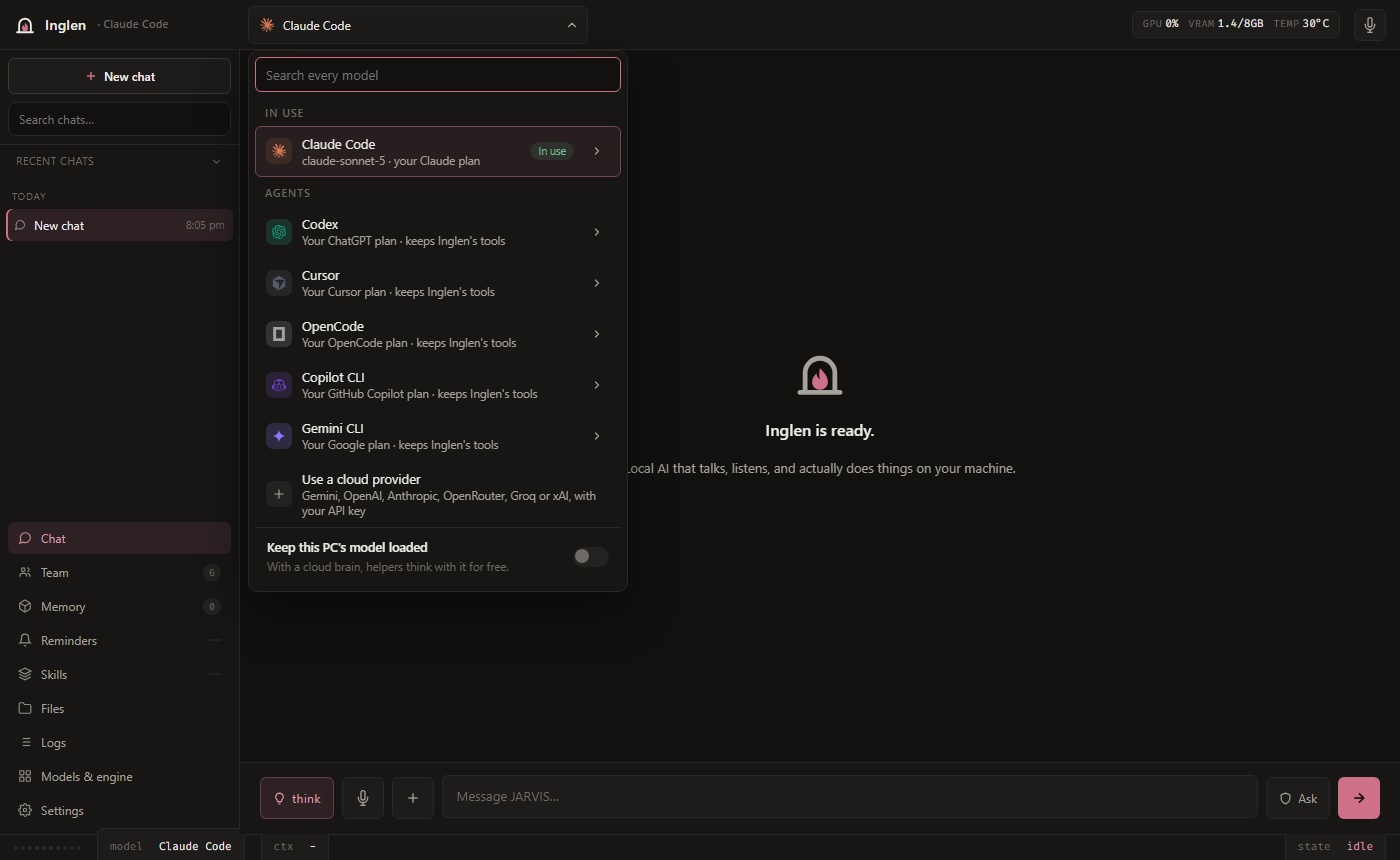 Inglen · Claude Code
Claude Code
GPU 0% VRAM 1.4/8GB TEMP 30°C
New chat
Search chats...
RECENT CHATS
TODAY
New chat 8:05 pm
Search every model
IN USE
Claude Code
claude-sonnet-5 · your Claude plan
In use
AGENTS
Codex
Your ChatGPT plan · keeps Inglen's tools
Cursor
Your Cursor plan · keeps Inglen's tools
OpenCode
Your OpenCode plan · keeps Inglen's tools
Copilot CLI
Your GitHub Copilot plan · keeps Inglen's tools
Gemini CLI
Your Google plan · keeps Inglen's tools
Use a cloud provider
Gemini, OpenAI, Anthropic, OpenRouter, Groq or xAI, with
your API key
Keep this PC's model loaded
With a cloud brain, helpers think with it for free.
Inglen is ready.
Local AI that talks, listens, and actually does things on your machine.
Chat
Team 6
Memory 0
Reminders —
Skills —
Files
Logs
Models & engine
Settings
think
Message JARVIS...
Ask
model Claude Code
ctx –
state idle